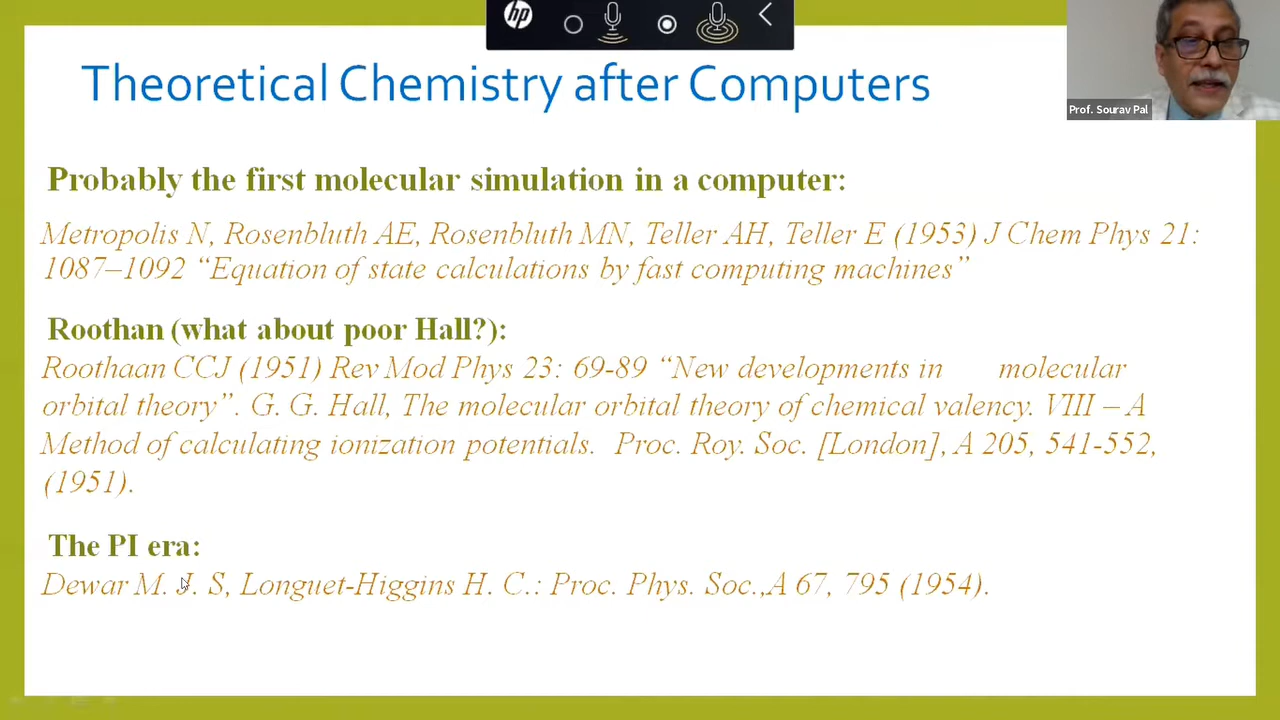 hp
Theoretical Chemistry after Computers
Prof. Sourav Pal
Probably the first molecular simulation in a computer:
Metropolis N, Rosenbluth AE, Rosenbluth MN, Teller AH, Teller E (1953) J Chem Phys 21:
1087–1092 “Equation of state calculations by fast computing machines”
Roothan (what about poor Hall?):
Roothaan CCJ (1951) Rev Mod Phys 23: 69-89 “New developments in molecular
orbital theory”. G. G. Hall, The molecular orbital theory of chemical valency. VIII – A
Method of calculating ionization potentials. Proc. Roy. Soc. [London], A 205, 541-552,
(1951).
The PI era:
Dewar M. J. S, Longuet-Higgins H. C.: Proc. Phys. Soc.,A 67, 795 (1954).